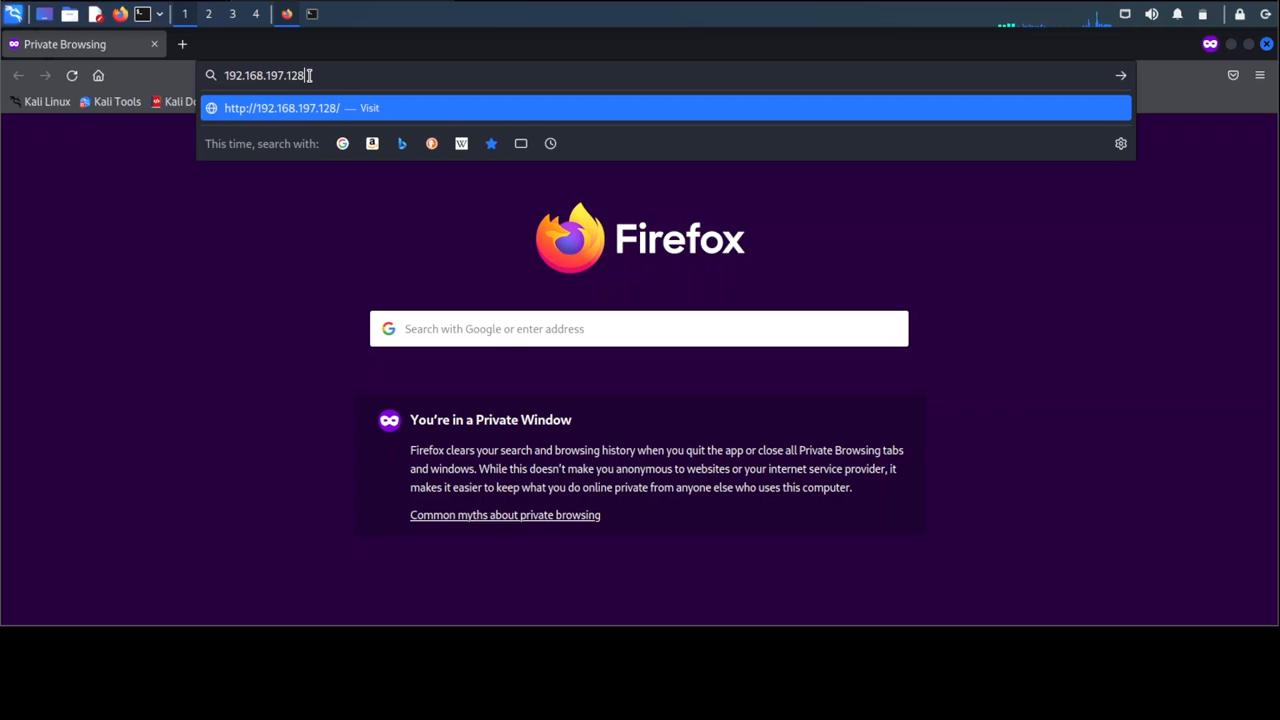 1 2 3 4
Private Browsing
192.168.197.128
Kali Linux Kali Tools Kali Do
http://192.168.197.128/ — Visit
This time, search with:
Firefox
Search with Google or enter address
You're in a Private Window
Firefox clears your search and browsing history when you quit the app or close all Private Browsing tabs
and windows. While this doesn't make you anonymous to websites or your internet service provider, it
makes it easier to keep what you do online private from anyone else who uses this computer.
Common myths about private browsing